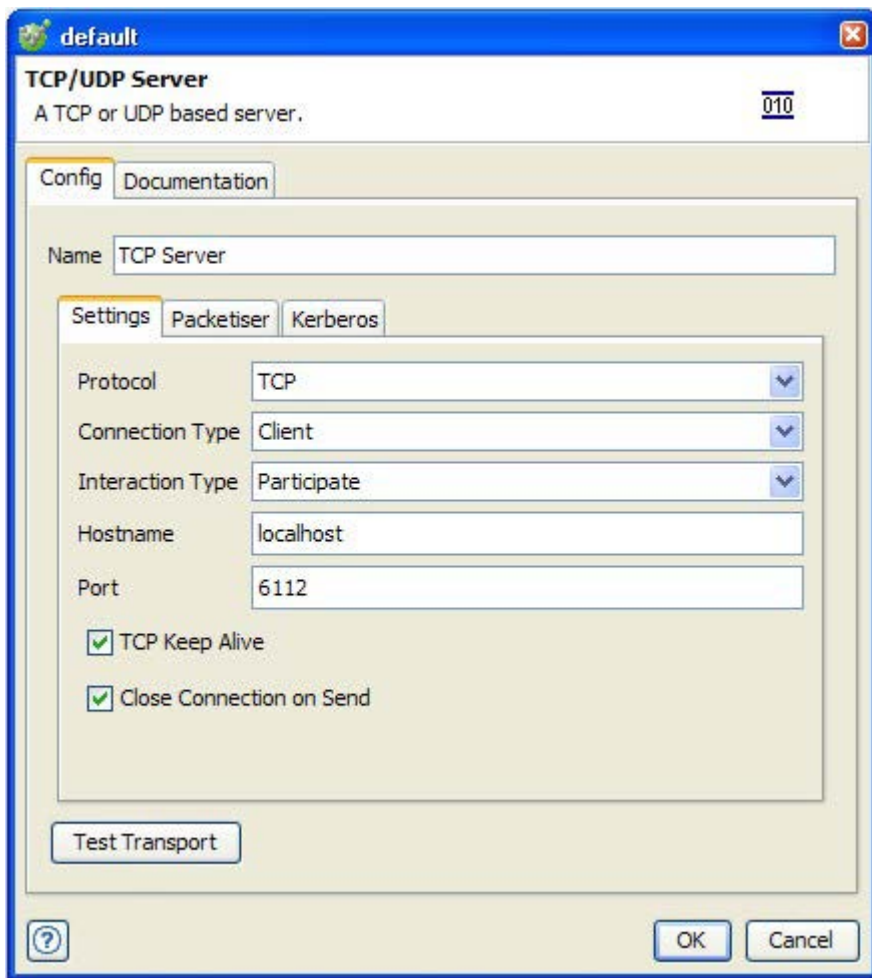 default
TCP/UDP Server
A TCP or UDP based server.
010
Config Documentation
Name TCP Server
Settings Packetiser Kerberos
Protocol TCP
Connection Type Client
Interaction Type Participate
Hostname localhost
Port 6112
TCP Keep Alive
Close Connection on Send
Test Transport
? OK Cancel